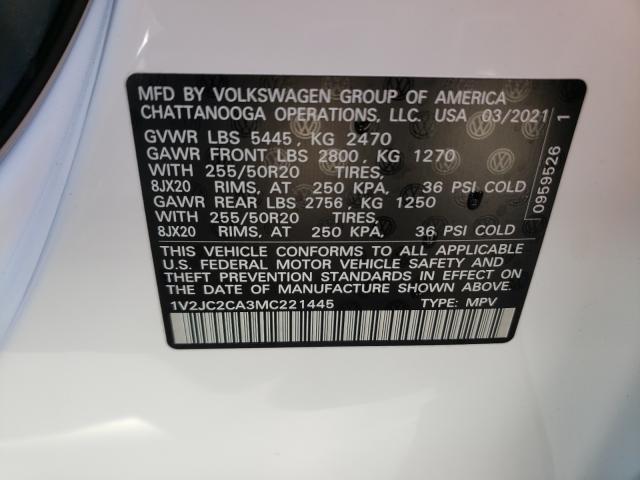 MFD BY VOLKSWAGEN GROUP OF AMERICA
CHATTANOOGA OPERATIONS, LLC. USA 03/2021
GVWR LBS 5445, KG 2470
GAWR FRONT LBS 2800, KG 1270
WITH 255/50R20 TIRES,
8JX20 RIMS, AT 250 KPA, 36 PSI COLD
GAWR REAR LBS 2756, KG 1250
WITH 255/50R20 TIRES,
8JX20 RIMS, AT 250 KPA, 36 PSI COLD
THIS VEHICLE CONFORMS TO ALL APPLICABLE
U.S. FEDERAL MOTOR VEHICLE SAFETY AND
THEFT PREVENTION STANDARDS IN EFFECT ON
THE DATE OF MANUFACTURE SHOWN ABOVE.
1V2JC2CA3MC221445 TYPE: MPV
0959526 1